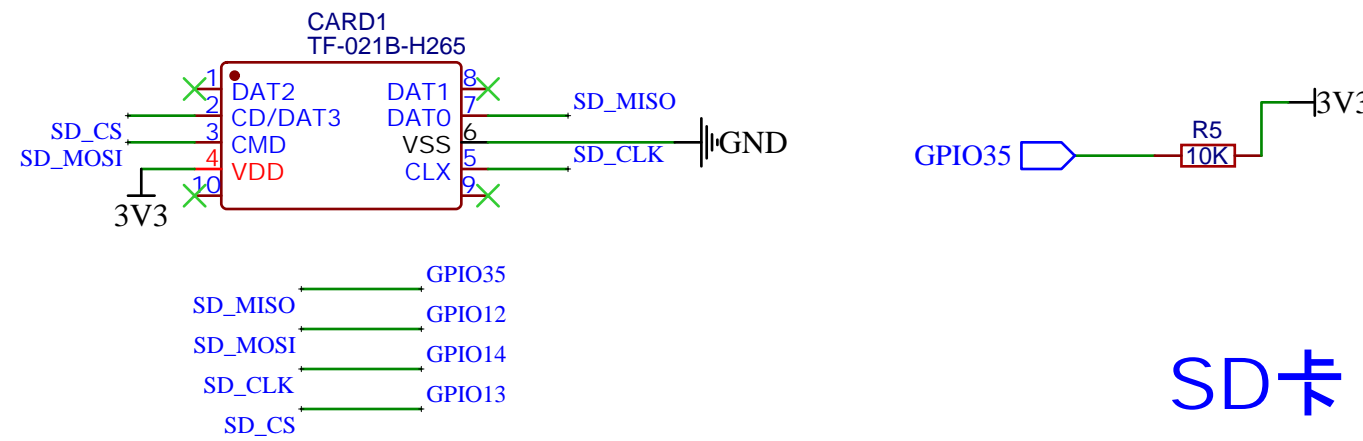 CARD1
TF-021B-H265
1 DAT2 DAT1 8
2 CD/DAT3 DAT0 7 SD_MISO
SD_CS
3 CMD VSS 6 GND
SD_MOSI
4 VDD CLX 5 SD_CLK
10 9
3V3
GPIO35 R5 3V3
10K
GPIO35
SD_MISO
GPIO12
SD_MOSI
GPIO14
SD_CLK
GPIO13
SD_CS
SD卡